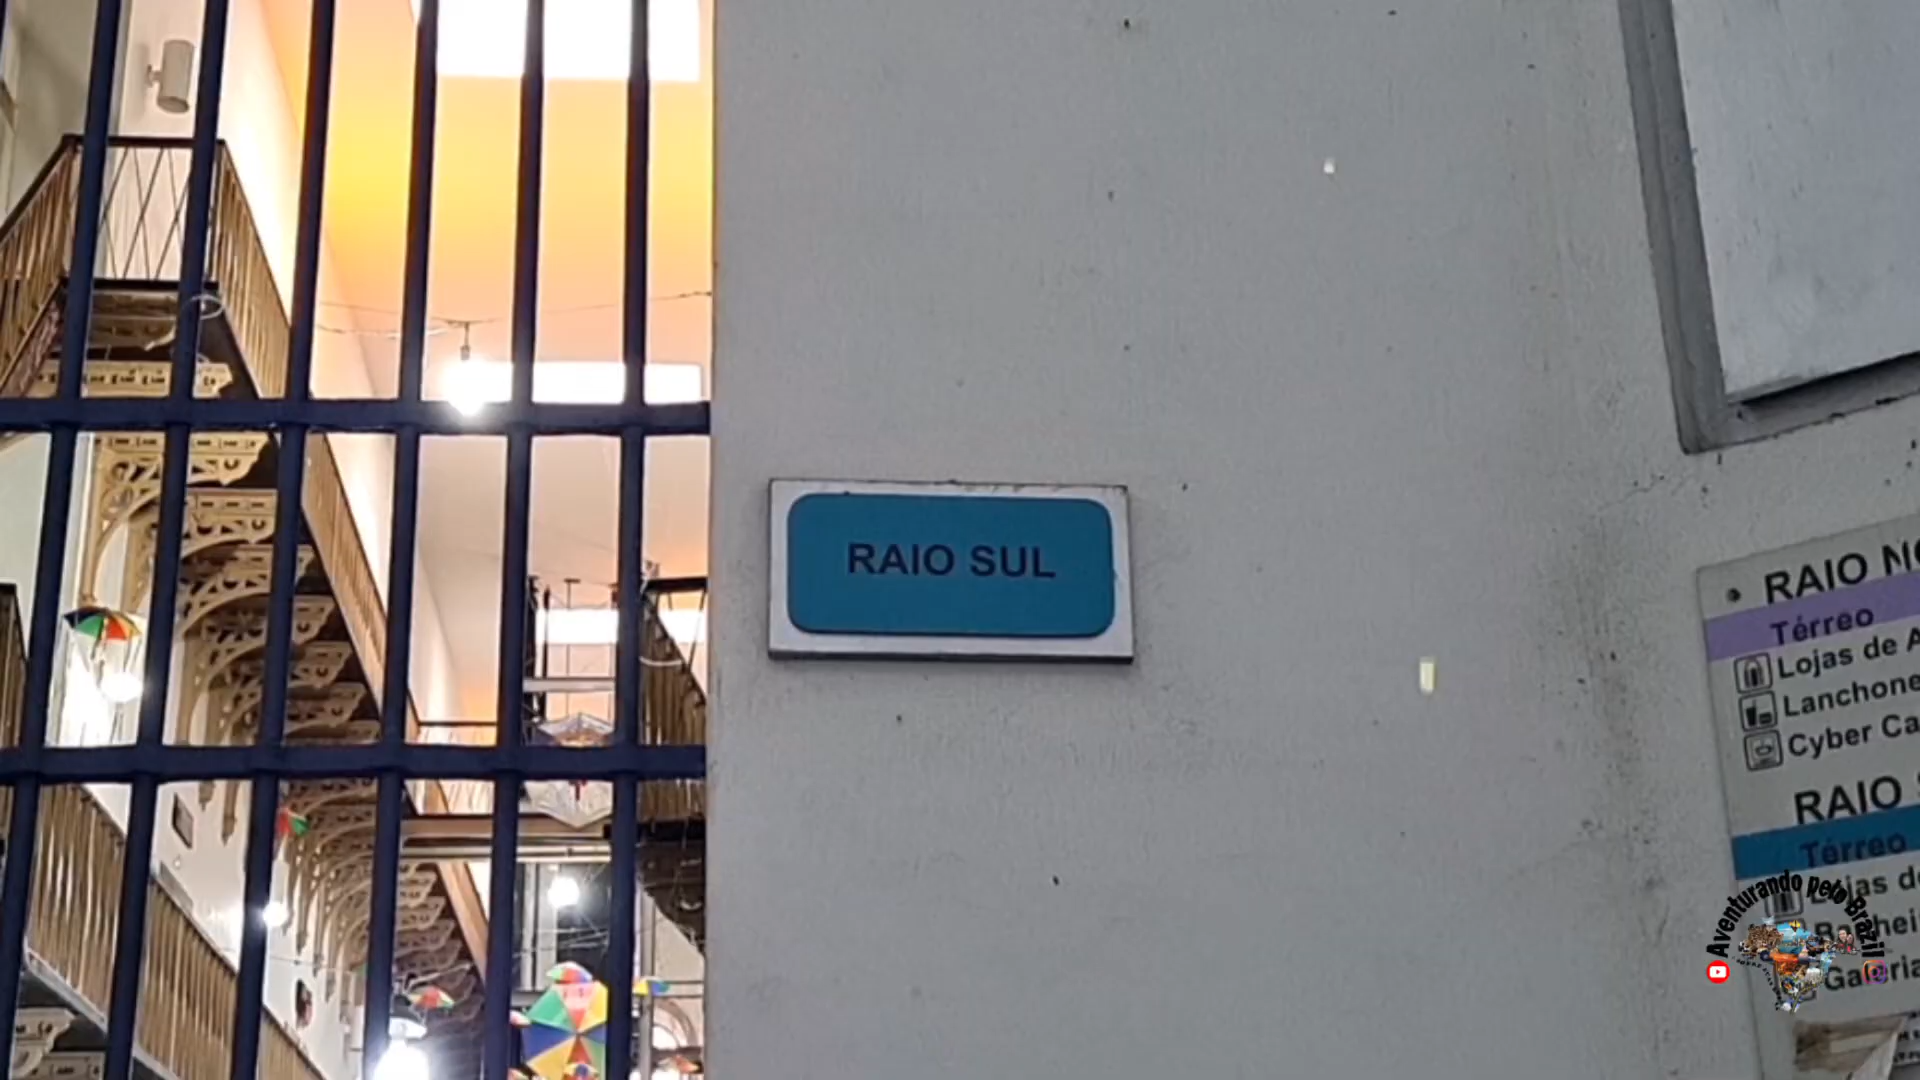 RAIO SUL
RAIO
Térreo
Lojas de
Lanchone
Cyber Ca
RAIO
Térreo
Aventurando pelo Brazil